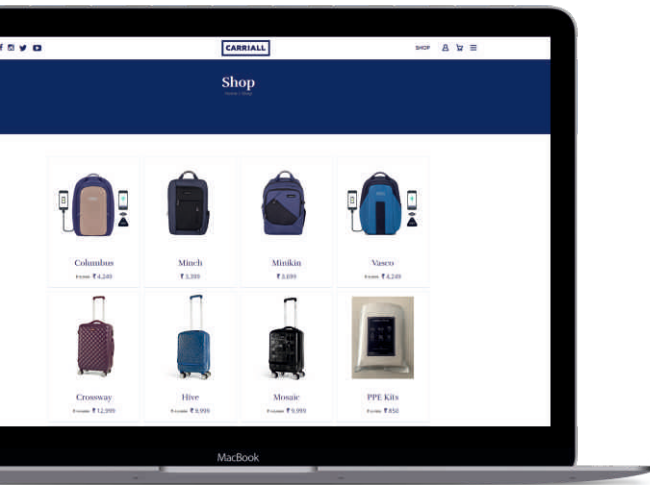 CARRIALL
SHOP
Shop
Columbus
₹ 4,249
Minch
₹ 3,399
Minikin
₹ 3,699
Vasco
₹ 4,249
Crossway
₹ 12,999
Hive
₹ 9,999
Mosaic
₹ 9,999
PPE Kits
₹ 850
MacBook